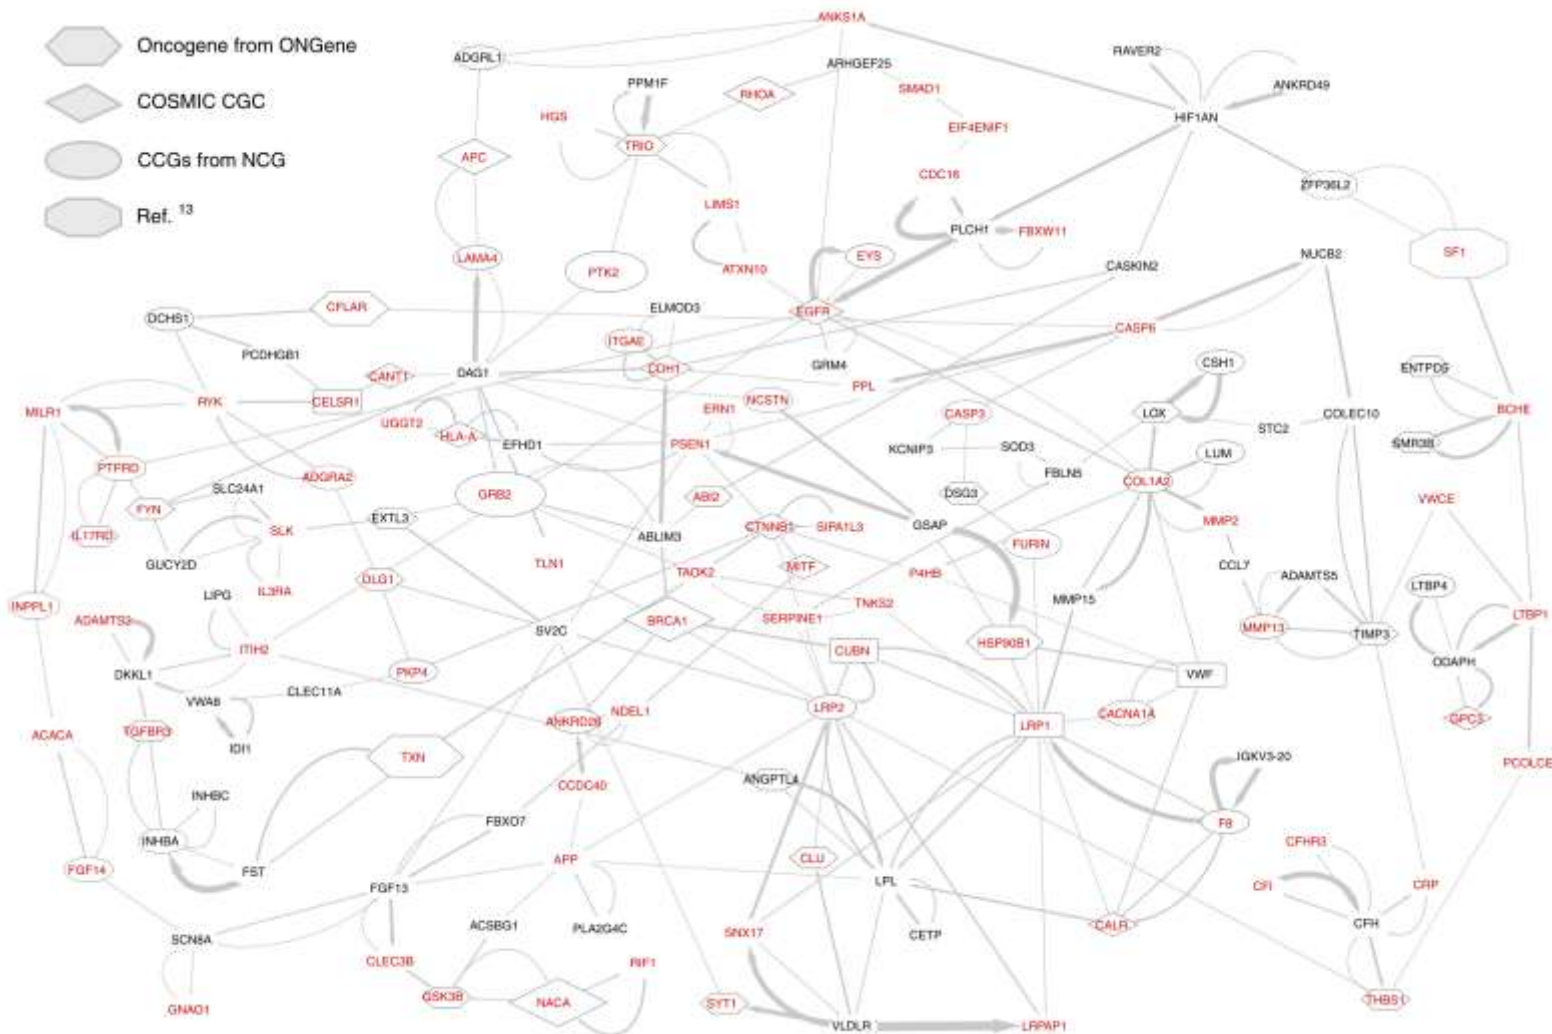 Oncogene from ONGene
COSMIC CGC
CCGs from NCG
Ref. 13
ANKS1A
ADGRL1
ARHGEF25
RAVER2
ANKRD49
PPM1F
RHOA
SMAD1
HIF1AN
HGS
EIF4ENIF1
TRIO
APC
CDC16
ZFP36L2
LIMS1
PLCH1
FBXW11
LAMA4
PTK2
ATXN10
EYS
CASKIN2
NUCB2
SF1
CFLAR
ELMOD3
EGFR
DCHS1
CASP6
ITGAE
PCDHGB1
CANT1
DAG1
CDH1
GRM4
PPL
CSH1
ENTPD5
MILR1
RYK
CELSR1
NCSTN
ERN1
CASP3
LOX
COLEC10
BCHE
UGGT2
HLA-A
EFHD1
PSEN1
KCNIP3
SOD3
STC2
SMR3B
PTPRD
ADGRA2
FBLN5
LUM
SLC24A1
GRB2
ABI2
DSG3
COL1A2
VWCE
FYN
EXTL3
IL17RD
SLK
ABLIM3
CTNNB1
SIPA1L3
GSAP
MMP2
FURIN
GUCY2D
TLN1
TAOK2
MITF
P4HB
CCL7
ADAMTS5
LTBP4
DLG1
IL3RA
LIPG
INPPL1
ADAMTS2
TNKS2
MMP15
SERPINE1
BRCA1
SV2C
MMP13
TIMP3
LTBP1
ITIH2
HSP90B1
CUBN
DKKL1
PKP4
VWF
ODAPH
CLEC11A
VWA8
NDEL1
ANKRD26
LRP2
CACNA1A
LRP1
GPC3
ACACA
TGFBR3
IDI1
TXN
IGKV3-20
PCOLCE
CCDC40
ANGPTL4
INHBC
FBXO7
F8
INHBA
CFHR3
APP
CLU
FGF14
FST
FGF13
LPL
CFI
CRP
SCN8A
ACSBG1
PLA2G4C
SNX17
CETP
CALR
CFH
CLEC3B
RIF1
GSK3B
NACA
SYT1
THBS1
GNAO1
VLDLR
LRPAP1